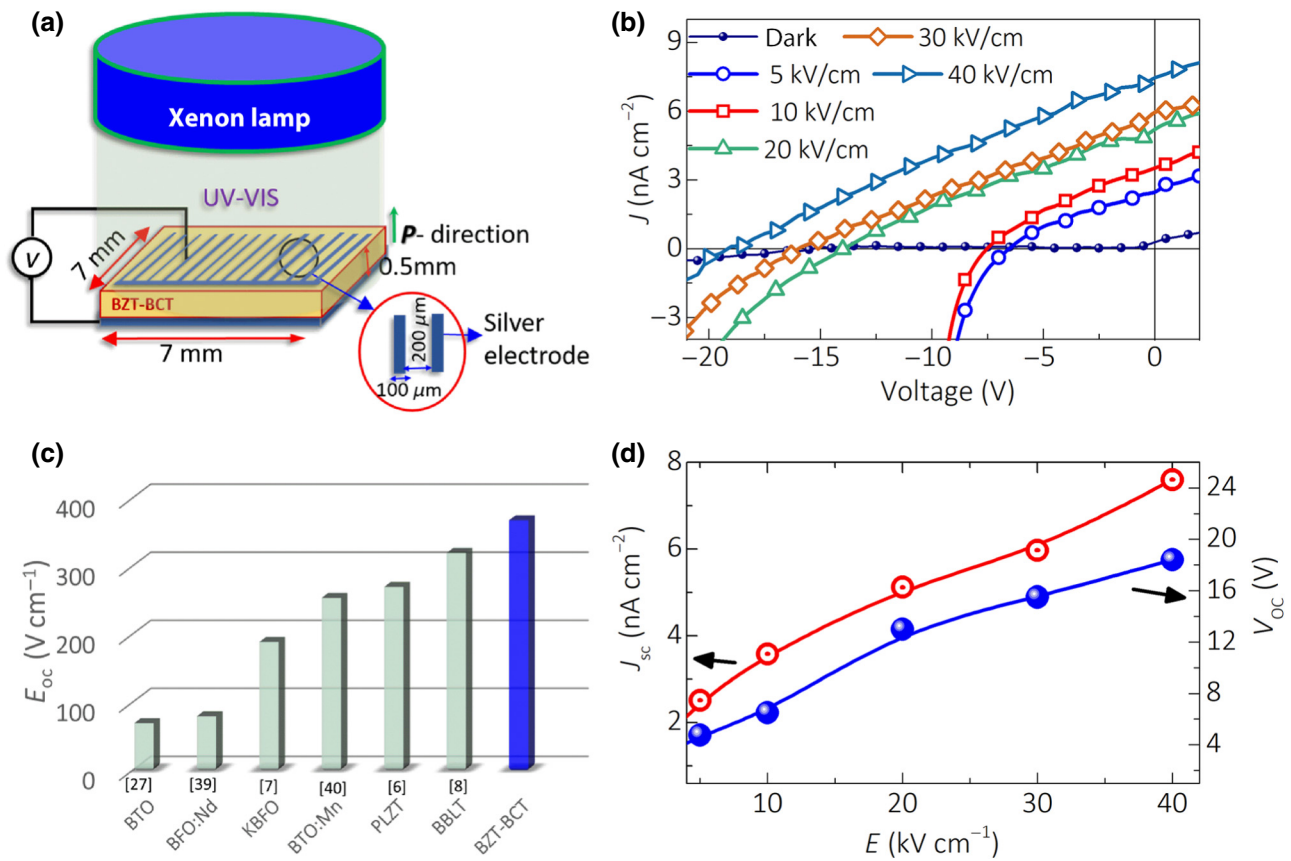 (a)
Xenon lamp
UV-VIS
V
7 mm
P- direction
0.5mm
BZT-BCT
7 mm
200 μm
100 μm
Silver
electrode
(b)
Dark
30 kV/cm
5 kV/cm
40 kV/cm
10 kV/cm
20 kV/cm
J (nA cm⁻²)
9
6
3
0
−3
−20
−15
−10
−5
0
Voltage (V)
(c)
E_oc (V cm⁻¹)
400
300
200
100
0
[27]
[39]
[7]
[40]
[6]
[8]
BTO
BFO:Nd
KBFO
BTO:Mn
PLZT
BBLT
BZT-BCT
(d)
J_sc (nA cm⁻²)
8
6
4
2
24
20
16
12
8
4
V_OC (V)
10
20
30
40
E (kV cm⁻¹)